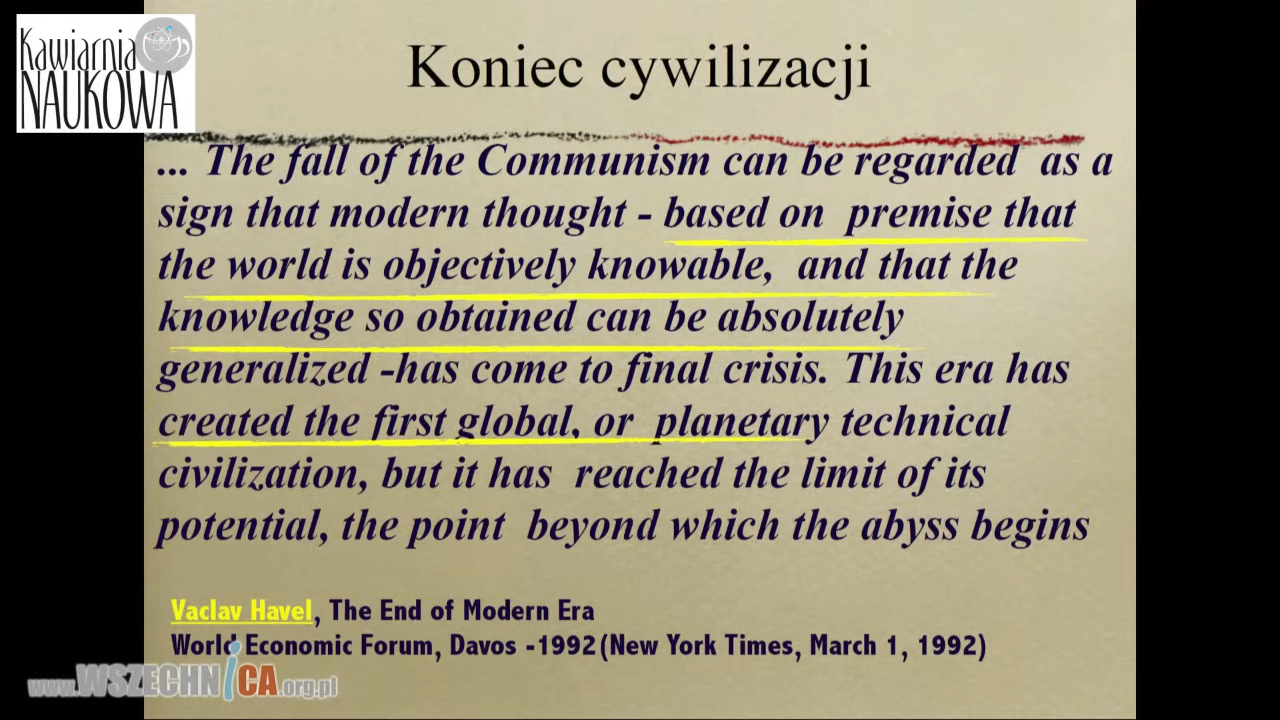 Kawiarnia
NAUKOWA
Koniec cywilizacji
... The fall of the Communism can be regarded as a
sign that modern thought - based on premise that
the world is objectively knowable, and that the
knowledge so obtained can be absolutely
generalized -has come to final crisis. This era has
created the first global, or planetary technical
civilization, but it has reached the limit of its
potential, the point beyond which the abyss begins
Vaclav Havel, The End of Modern Era
World Economic Forum, Davos -1992(New York Times, March 1, 1992)
www.WSZECHNICA.org.pl